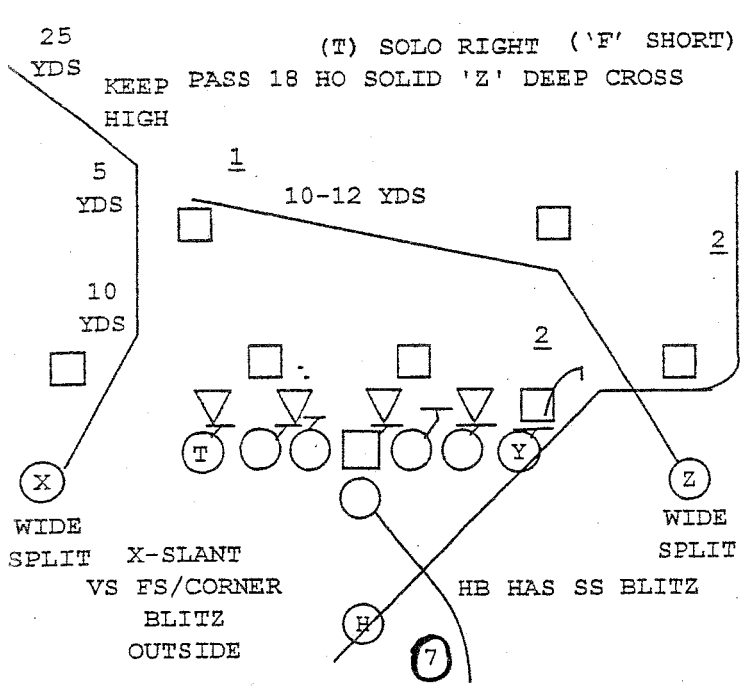 25
YDS
(T) SOLO RIGHT ('F' SHORT)
KEEP
HIGH
PASS 18 HO SOLID 'Z' DEEP CROSS
1
5
YDS
10-12 YDS
2
10
YDS
2
T
Y
X
Z
WIDE
SPLIT
WIDE
SPLIT
X-SLANT
VS FS/CORNER
BLITZ
OUTSIDE
HB HAS SS BLITZ
H
7